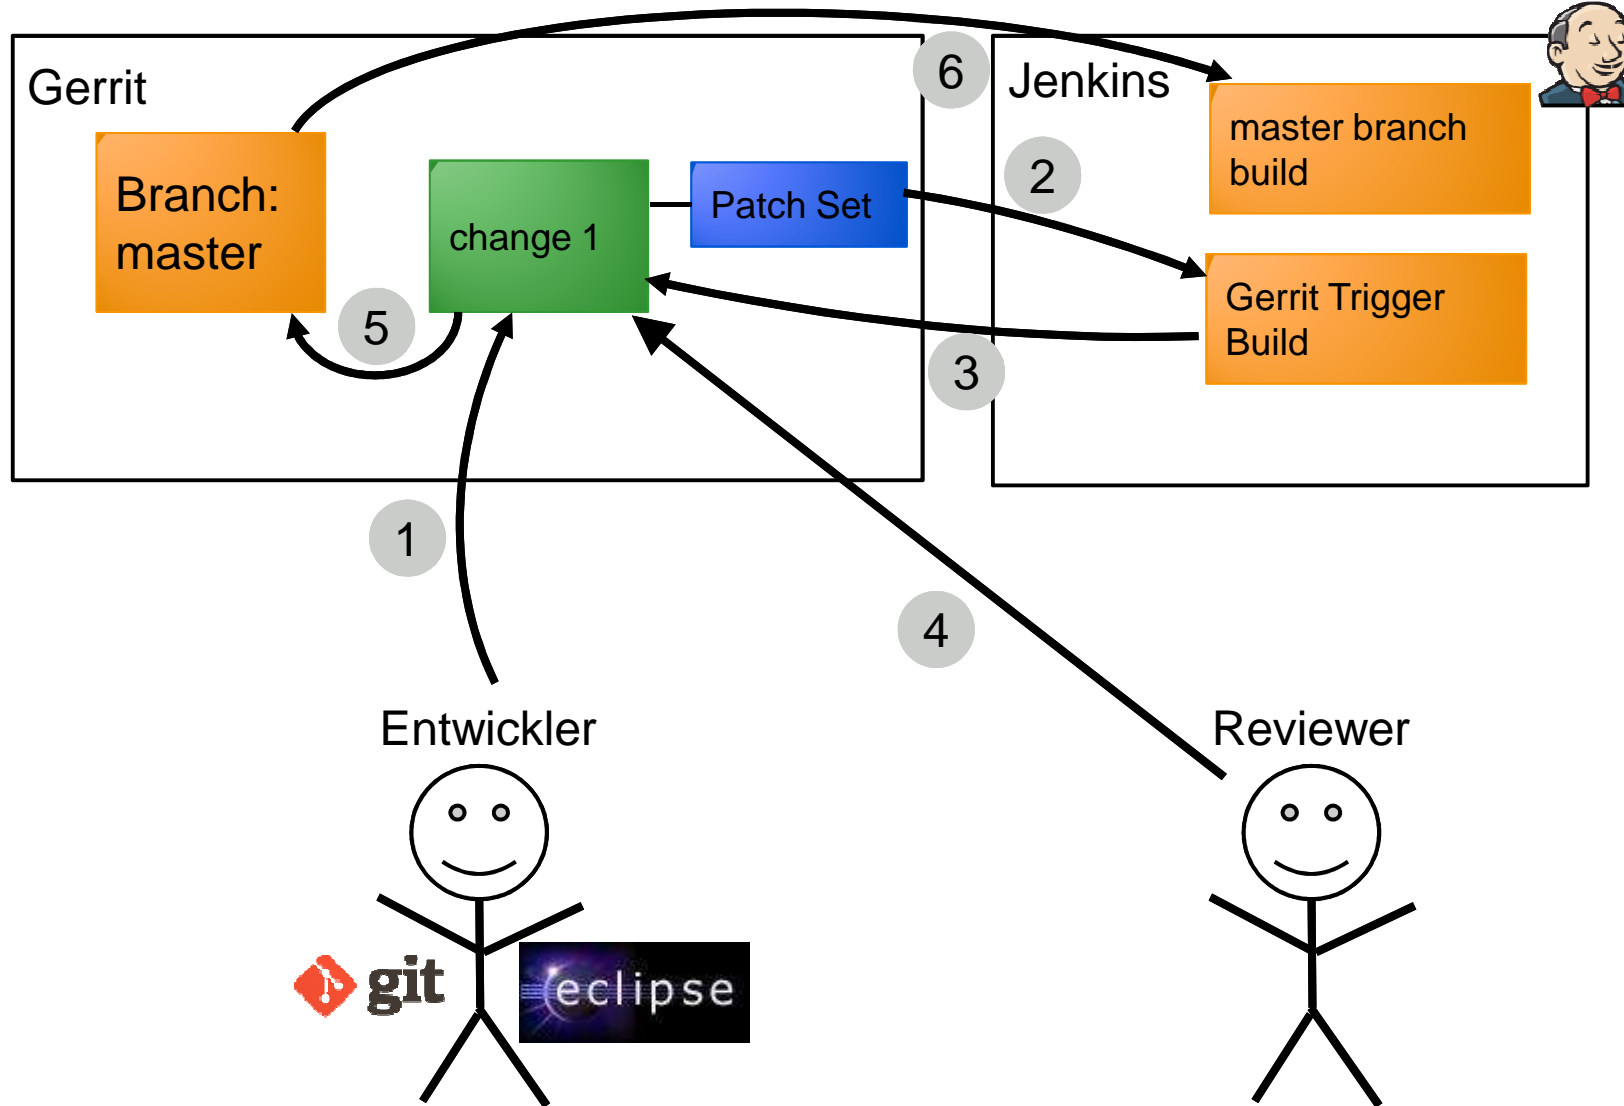 Gerrit
6
Jenkins
master branch
build
2
Branch:
master
change 1
Patch Set
Gerrit Trigger
Build
5
3
1
4
Entwickler
Reviewer
git
eclipse